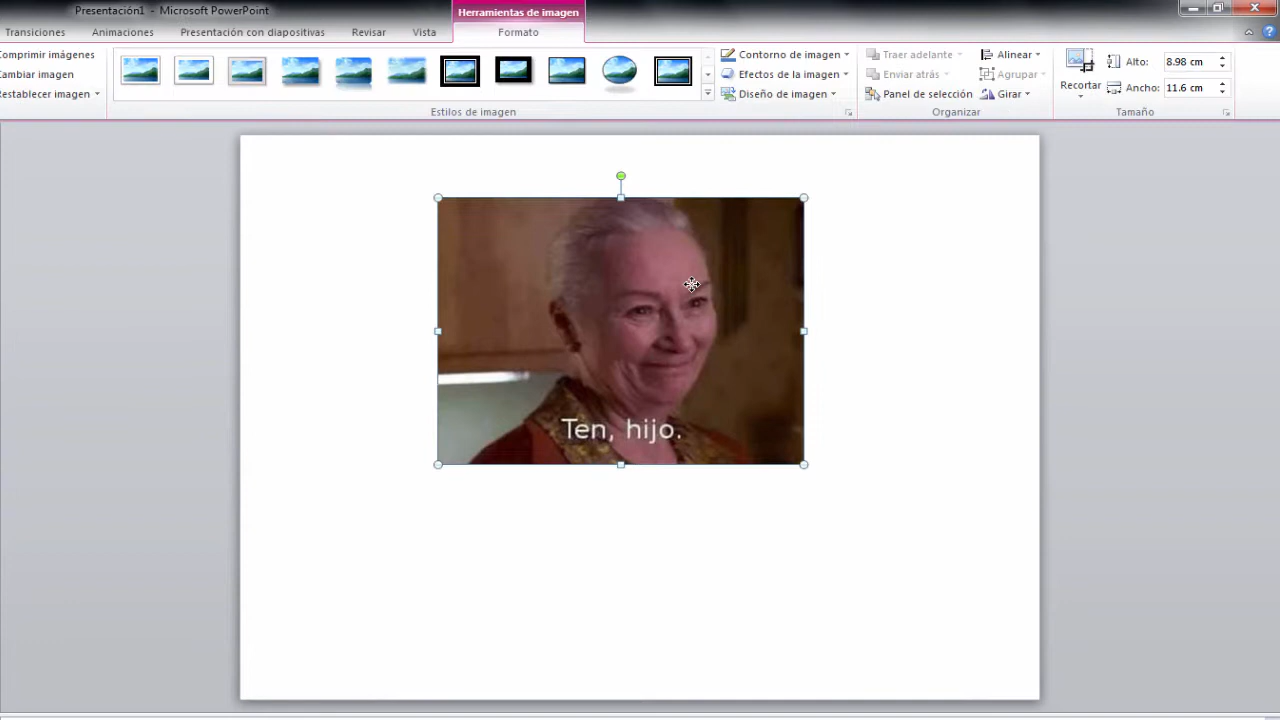 Presentación1 - Microsoft PowerPoint
Herramientas de imagen
Transiciones Animaciones Presentación con diapositivas Revisar Vista Formato
Comprimir imágenes
Cambiar imagen
Restablecer imagen
Contorno de imagen
Efectos de la imagen
Diseño de imagen
Traer adelante
Enviar atrás
Panel de selección
Alinear
Agrupar
Girar
Recortar
Alto: 8.98 cm
Ancho: 11.6 cm
Estilos de imagen Organizar Tamaño
Ten, hijo.